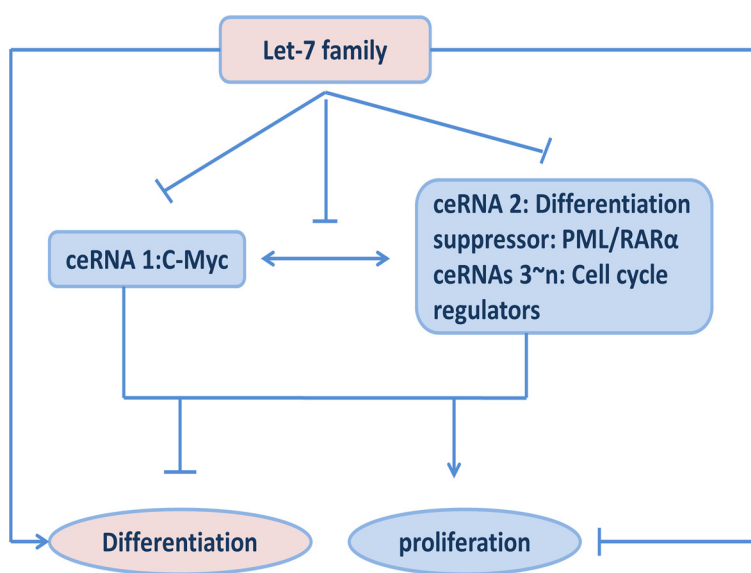 Let-7 family
ceRNA 1:C-Myc
ceRNA 2: Differentiation
suppressor: PML/RARα
ceRNAs 3~n: Cell cycle
regulators
Differentiation
proliferation